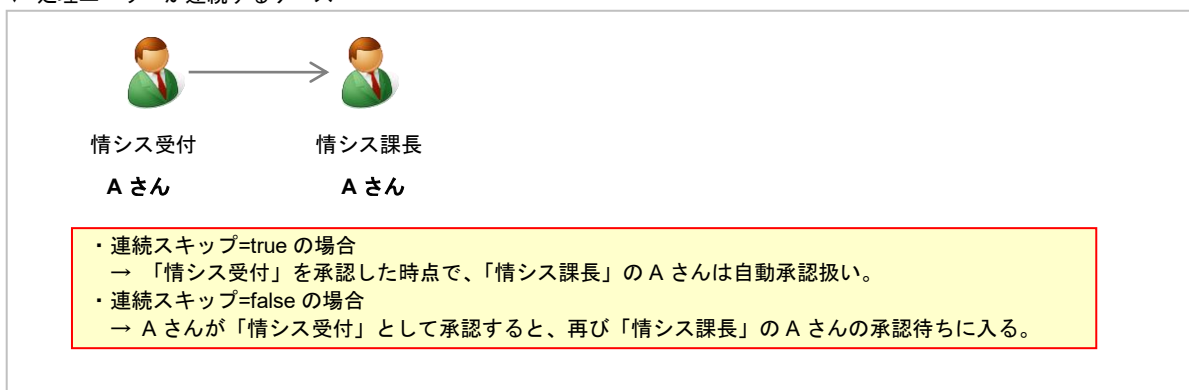 情シス受付
情シス課長
A さん
A さん
・連続スキップ=true の場合
→ 「情シス受付」を承認した時点で、「情シス課長」の A さんは自動承認扱い。
・連続スキップ=false の場合
→ A さんが「情シス受付」として承認すると、再び「情シス課長」の A さんの承認待ちに入る。